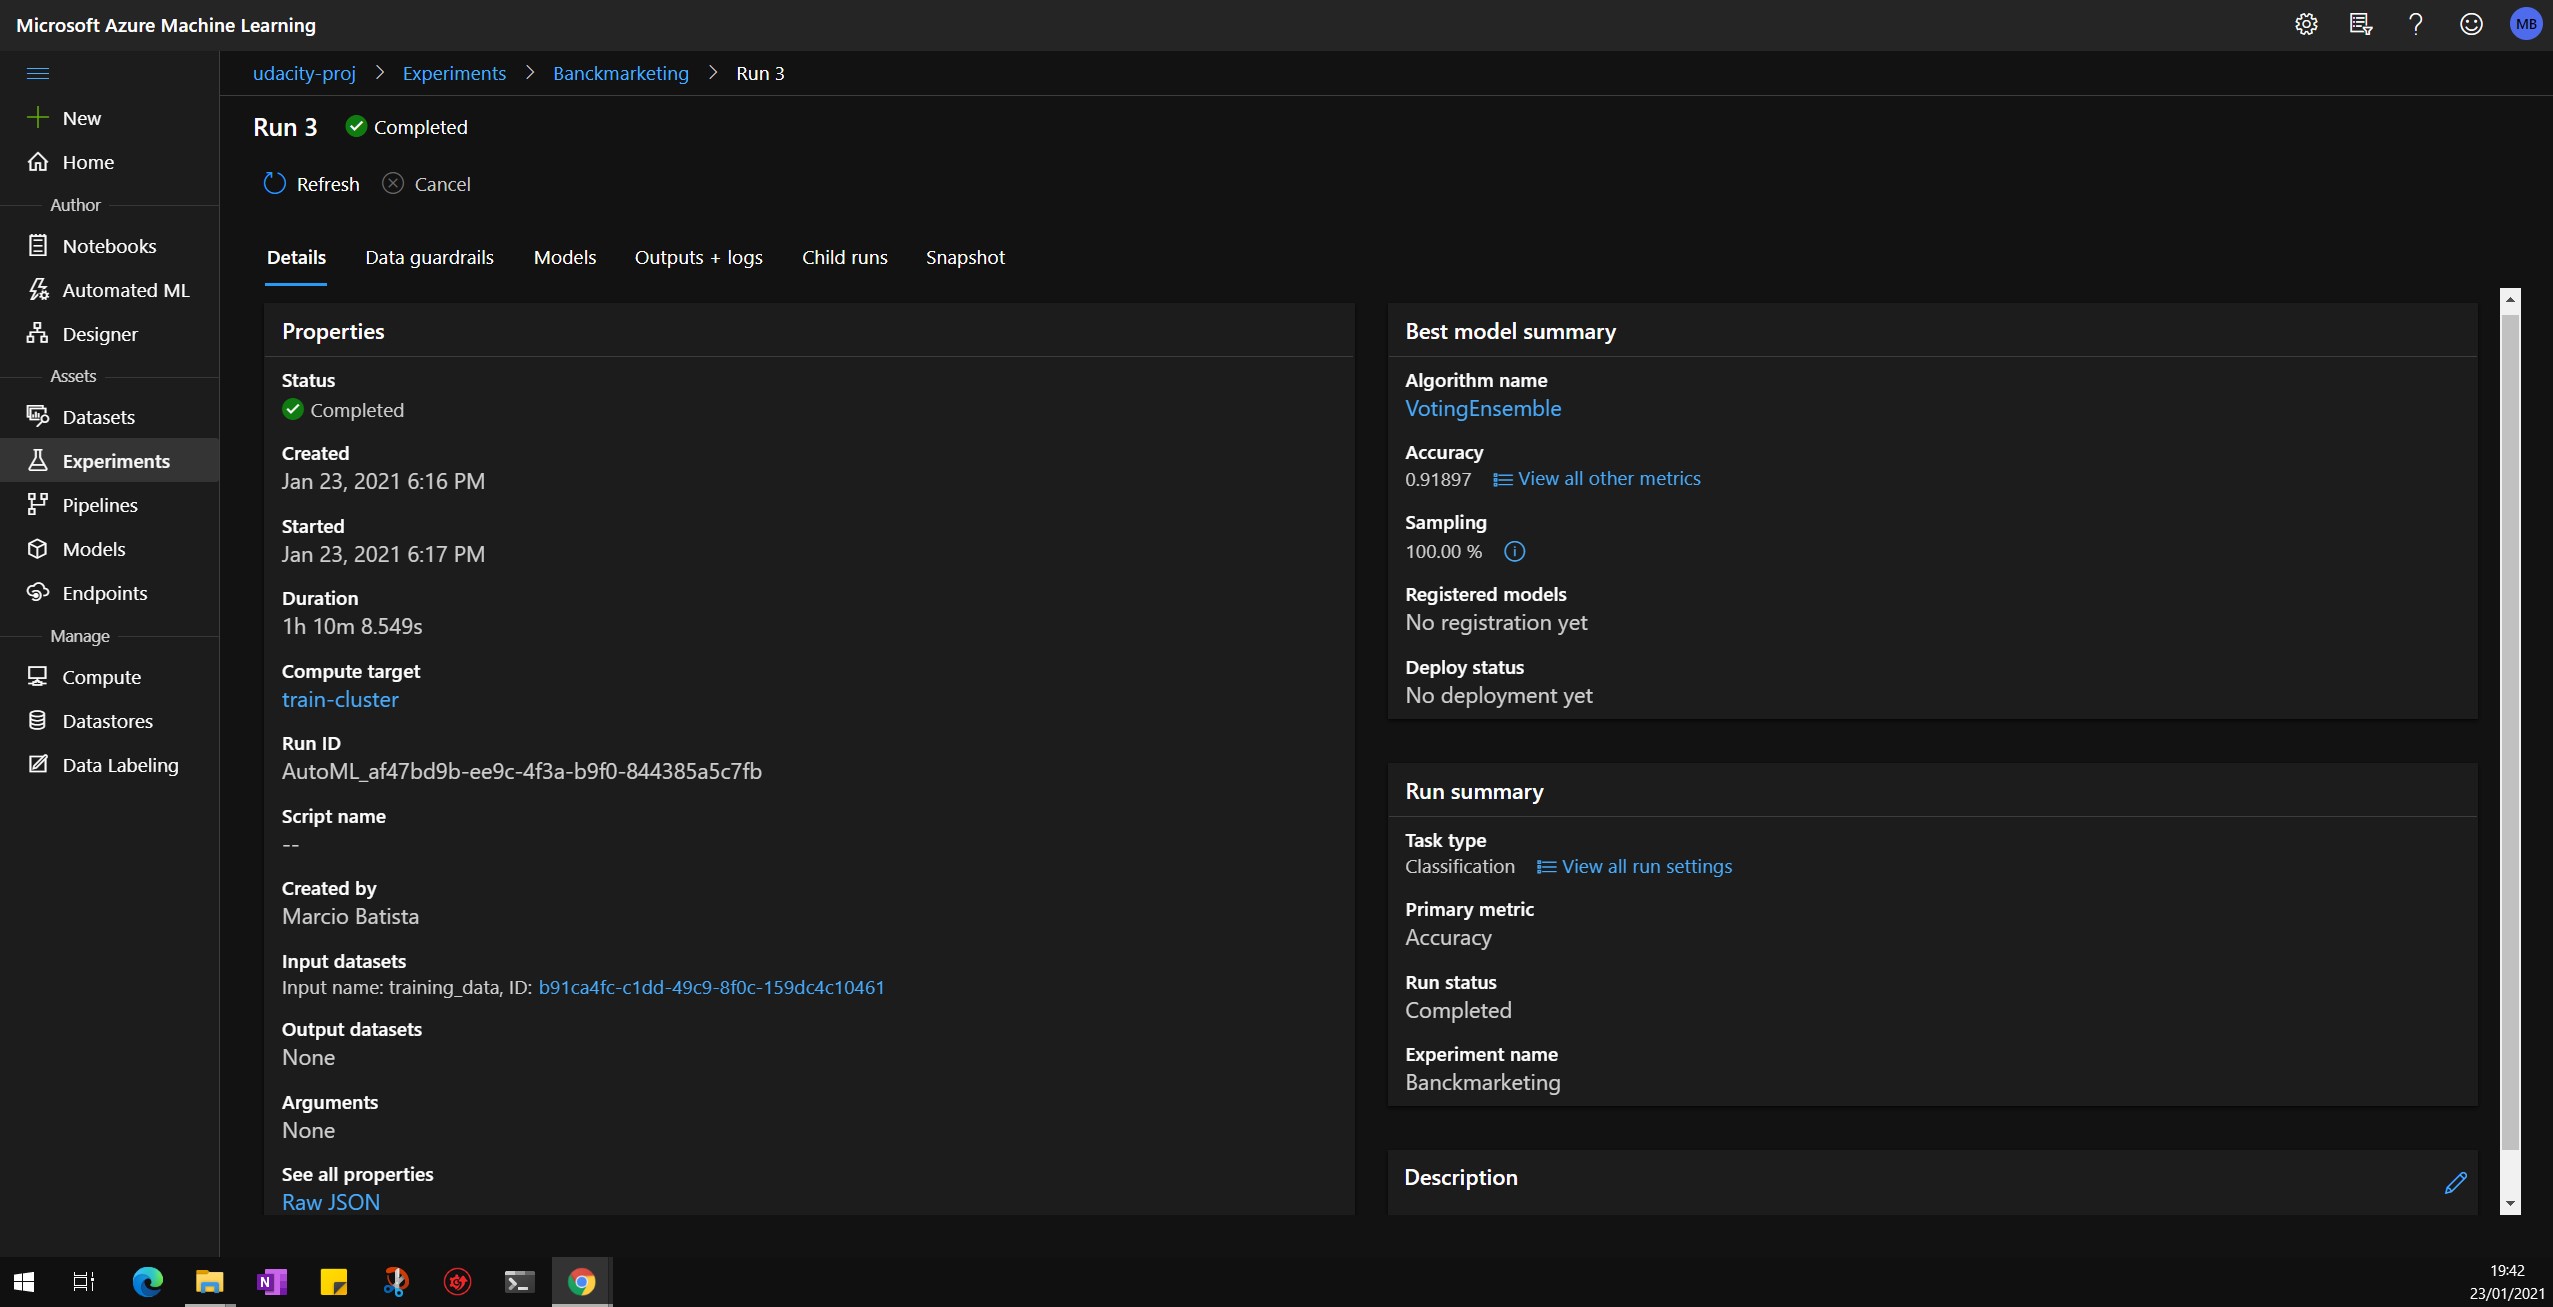 Microsoft Azure Machine Learning
MB
udacity-proj > Experiments > Banckmarketing > Run 3
New
Home
Author
Notebooks
Automated ML
Designer
Assets
Datasets
Experiments
Pipelines
Models
Endpoints
Manage
Compute
Datastores
Data Labeling
Run 3 Completed
Refresh Cancel
Details Data guardrails Models Outputs + logs Child runs Snapshot
Properties
Status
Completed
Created
Jan 23, 2021 6:16 PM
Started
Jan 23, 2021 6:17 PM
Duration
1h 10m 8.549s
Compute target
train-cluster
Run ID
AutoML_af47bd9b-ee9c-4f3a-b9f0-844385a5c7fb
Script name
--
Created by
Marcio Batista
Input datasets
Input name: training_data, ID: b91ca4fc-c1dd-49c9-8f0c-159dc4c10461
Output datasets
None
Arguments
None
See all properties
Raw JSON
Best model summary
Algorithm name
VotingEnsemble
Accuracy
0.91897 View all other metrics
Sampling
100.00 %
Registered models
No registration yet
Deploy status
No deployment yet
Run summary
Task type
Classification View all run settings
Primary metric
Accuracy
Run status
Completed
Experiment name
Banckmarketing
Description
19:42
23/01/2021